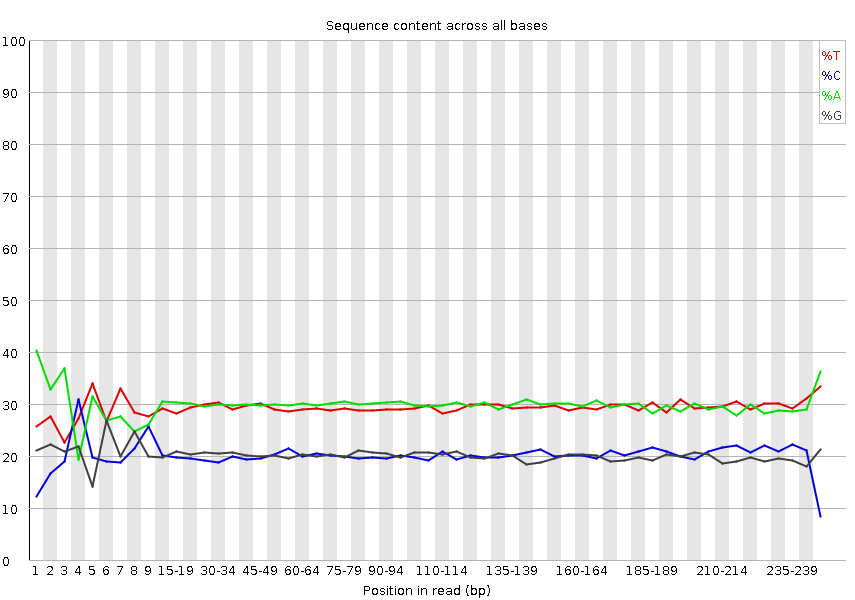 Sequence content across all bases
100
90
80
70
60
50
40
30
20
10
0
%T
%C
%A
%G
1 2 3 4 5 6 7 8 9 15-19 30-34 45-49 60-64 75-79 90-94 110-114 135-139 160-164 185-189 210-214 235-239
Position in read (bp)